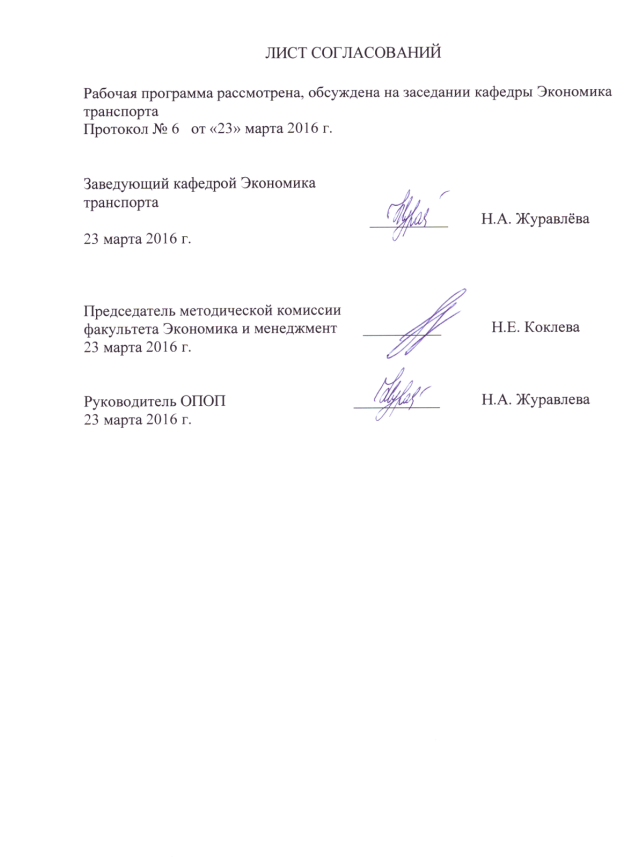 ЛИСТ СОГЛАСОВАНИЙ
Рабочая программа рассмотрена, обсуждена на заседании кафедры Экономика
транспорта
Протокол № 6 от «23» марта 2016 г.
Заведующий кафедрой Экономика
транспорта
Н.А. Журавлёва
23 марта 2016 г.
Председатель методической комиссии
факультета Экономика и менеджмент Н.Е. Коклева
23 марта 2016 г.
Руководитель ОПОП Н.А. Журавлева
23 марта 2016 г.